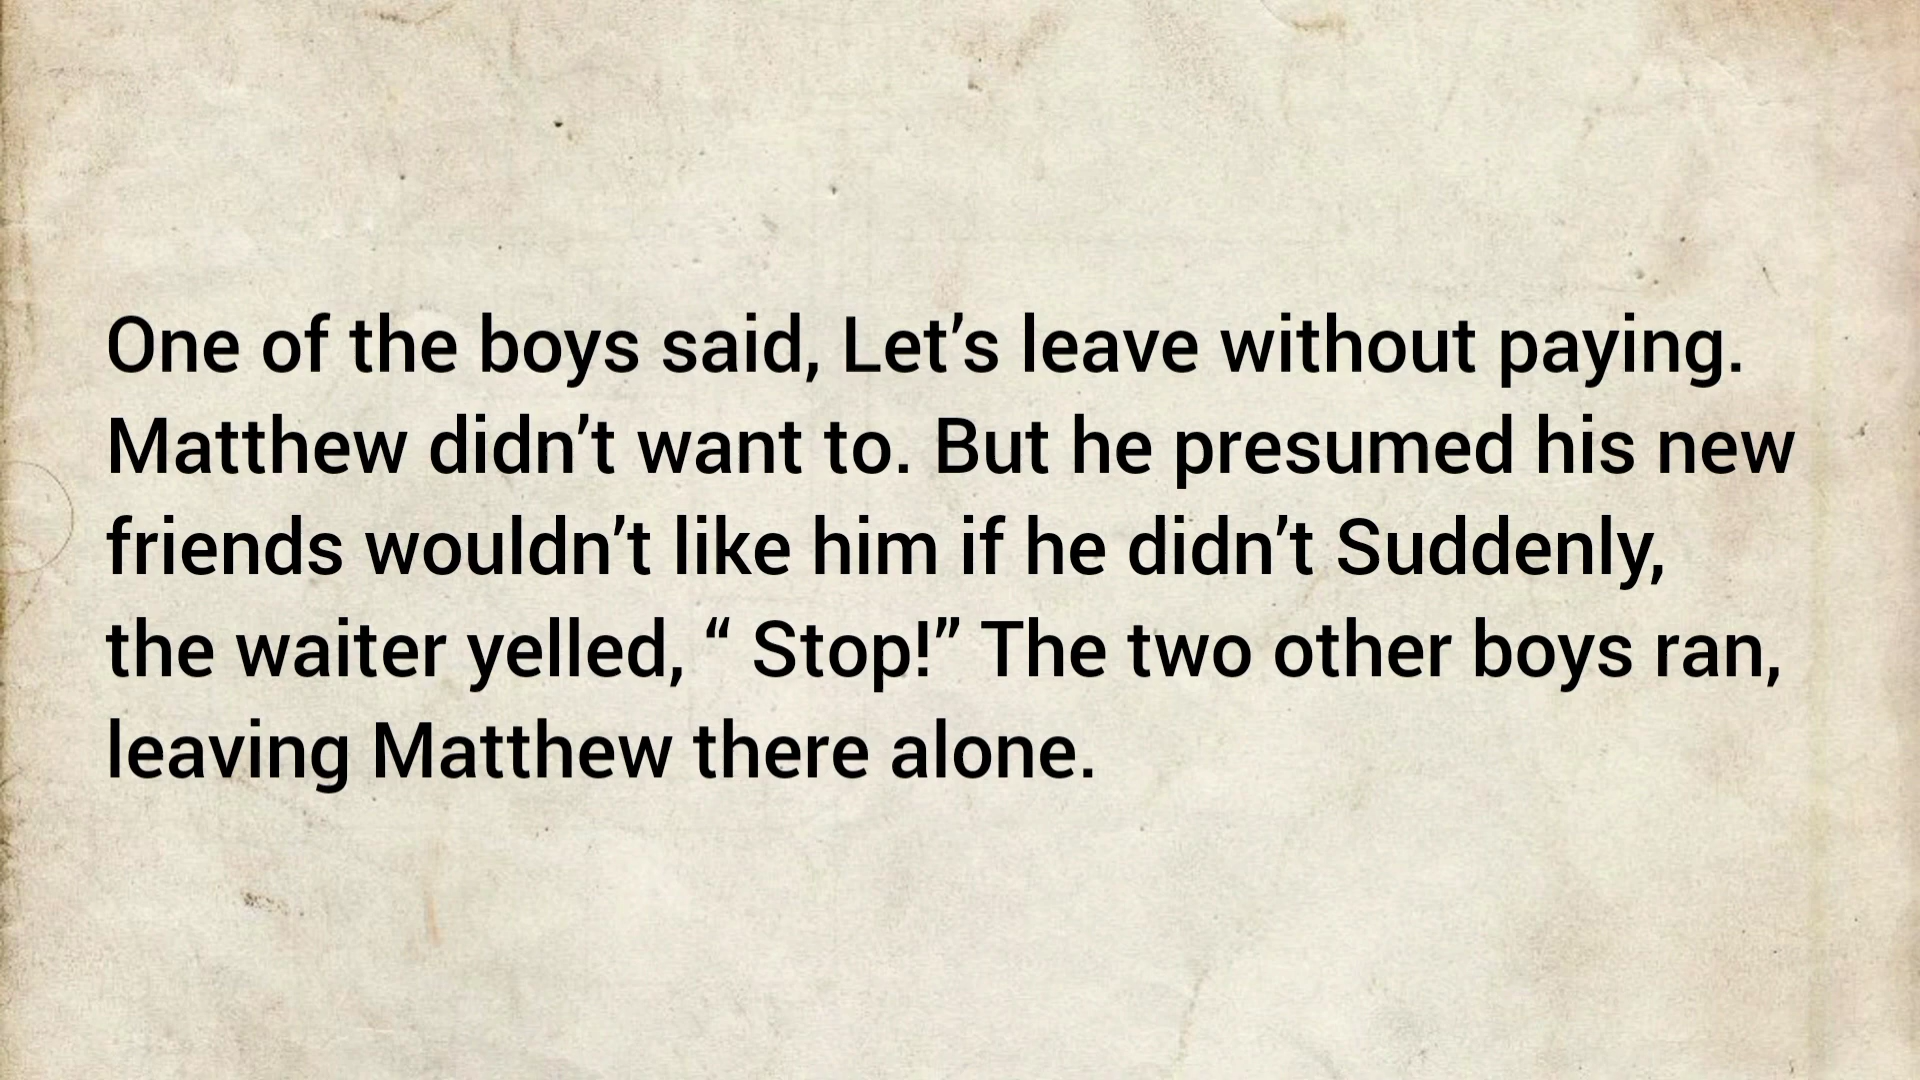 One of the boys said, Let’s leave without paying.
Matthew didn’t want to. But he presumed his new
friends wouldn’t like him if he didn’t Suddenly,
the waiter yelled, “ Stop!” The two other boys ran,
leaving Matthew there alone.